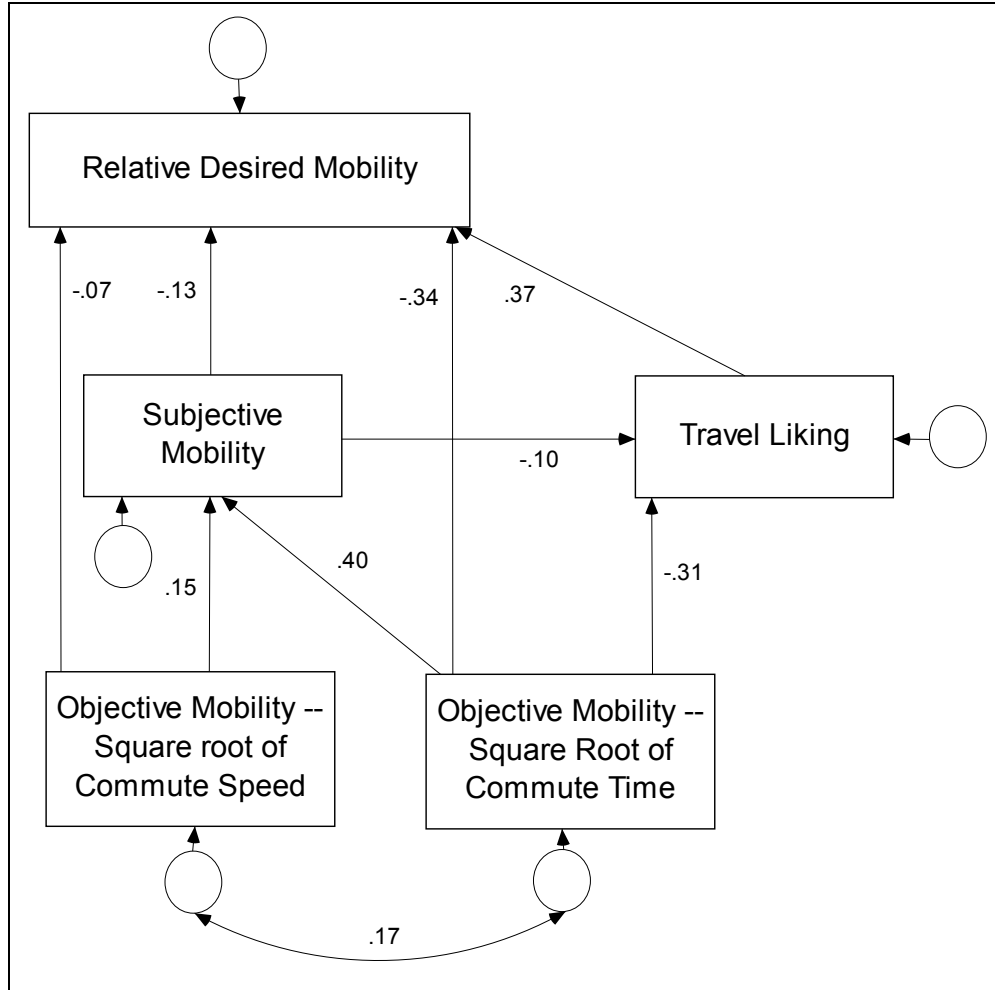 Relative Desired Mobility
-.07
-.13
-.34
.37
Subjective
Mobility
Travel Liking
-.10
.15
.40
-.31
Objective Mobility --
Square root of
Commute Speed
Objective Mobility --
Square Root of
Commute Time
.17